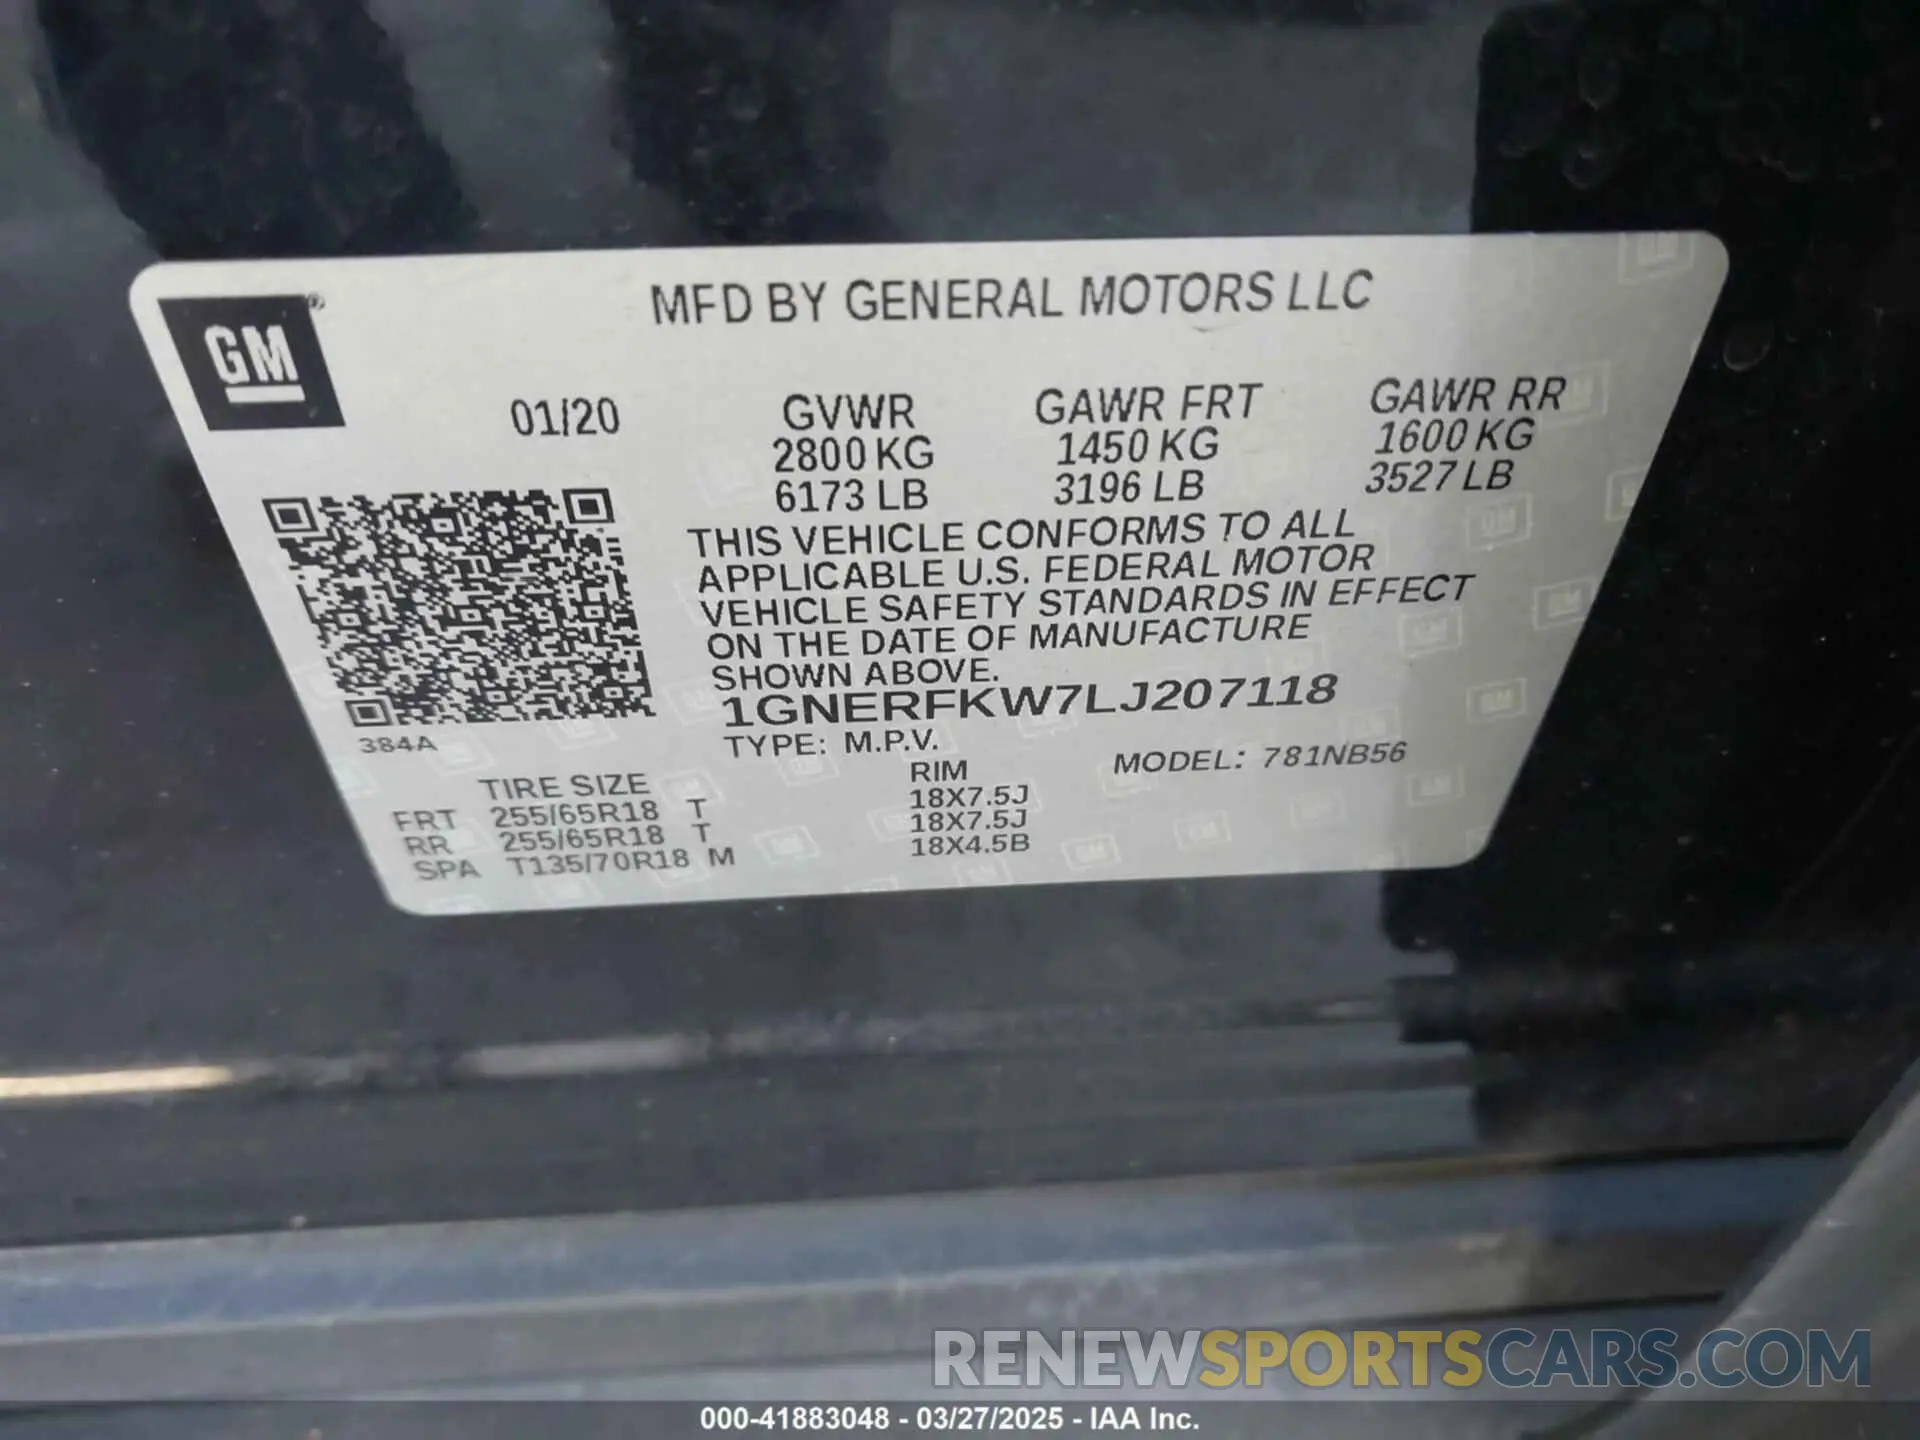 GM ®
MFD BY GENERAL MOTORS LLC
01/20 GVWR GAWR FRT GAWR RR
2800 KG 1450 KG 1600 KG
6173 LB 3196 LB 3527 LB
THIS VEHICLE CONFORMS TO ALL
APPLICABLE U.S. FEDERAL MOTOR
VEHICLE SAFETY STANDARDS IN EFFECT
ON THE DATE OF MANUFACTURE
SHOWN ABOVE.
1GNERFKW7LJ207118
384A TYPE: M.P.V. MODEL: 781NB56
TIRE SIZE RIM
FRT 255/65R18 T 18X7.5J
RR 255/65R18 T 18X7.5J
SPA T135/70R18 M 18X4.5B
RENEWSPORTSCARS.COM
000-41883048 - 03/27/2025 - IAA Inc.